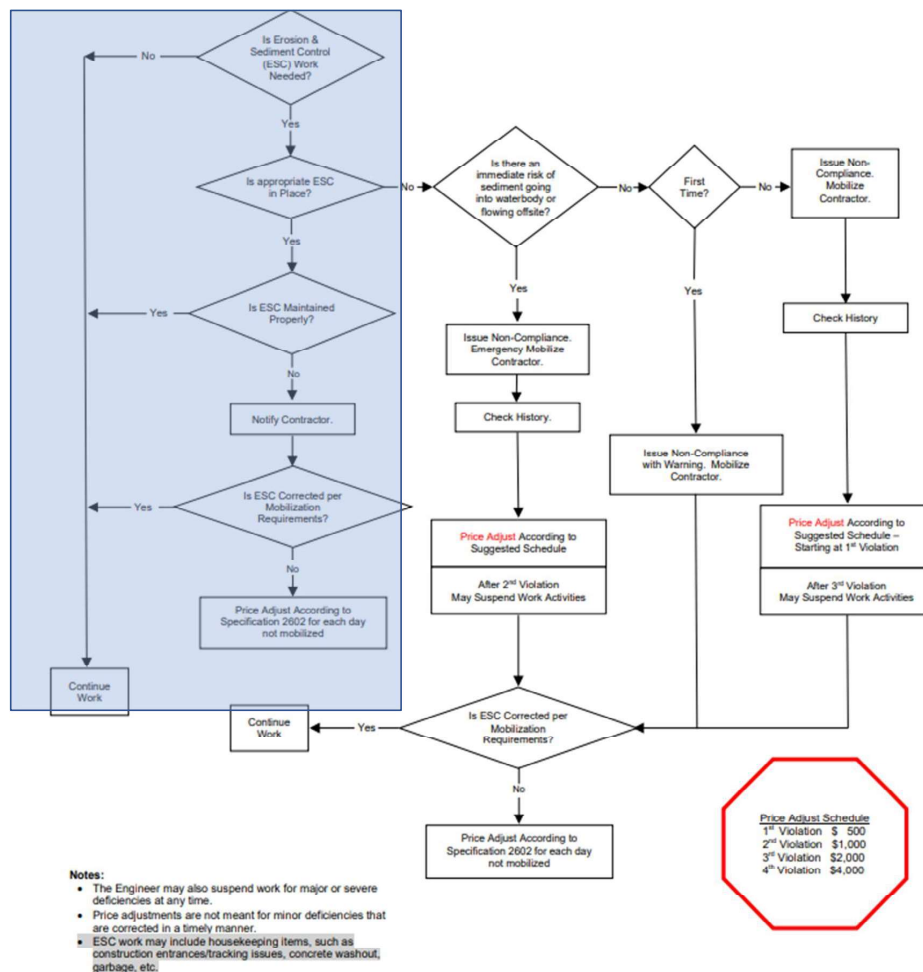 Is Erosion &
Sediment Control
(ESC) Work
Needed?
No
Yes
Is appropriate ESC
in Place?
No
Yes
Is ESC Maintained
Properly?
Yes
No
Notify Contractor.
Is ESC Corrected per
Mobilization
Requirements?
Yes
No
Price Adjust According to
Specification 2602 for each day
not mobilized
Continue
Work
Is there an
immediate risk of
sediment going
into waterbody or
flowing offsite?
No
Yes
Issue Non-Compliance.
Emergency Mobilize
Contractor.
Check History.
Price Adjust According to
Suggested Schedule
After 2nd Violation
May Suspend Work Activities
First
Time?
No
Yes
Issue Non-Compliance
with Warning. Mobilize
Contractor.
Issue Non-
Compliance.
Mobilize
Contractor.
Check History
Price Adjust According to
Suggested Schedule –
Starting at 1st Violation
After 3rd Violation
May Suspend Work Activities
Is ESC Corrected per
Mobilization
Requirements?
Yes
Continue
Work
No
Price Adjust According to
Specification 2602 for each day
not mobilized
Price Adjust Schedule
1st Violation $ 500
2nd Violation $1,000
3rd Violation $2,000
4th Violation $4,000
Notes:
• The Engineer may also suspend work for major or severe
deficiencies at any time.
• Price adjustments are not meant for minor deficiencies that
are corrected in a timely manner.
• ESC work may include housekeeping items, such as
construction entrances/tracking issues, concrete washout,
garbage, etc.